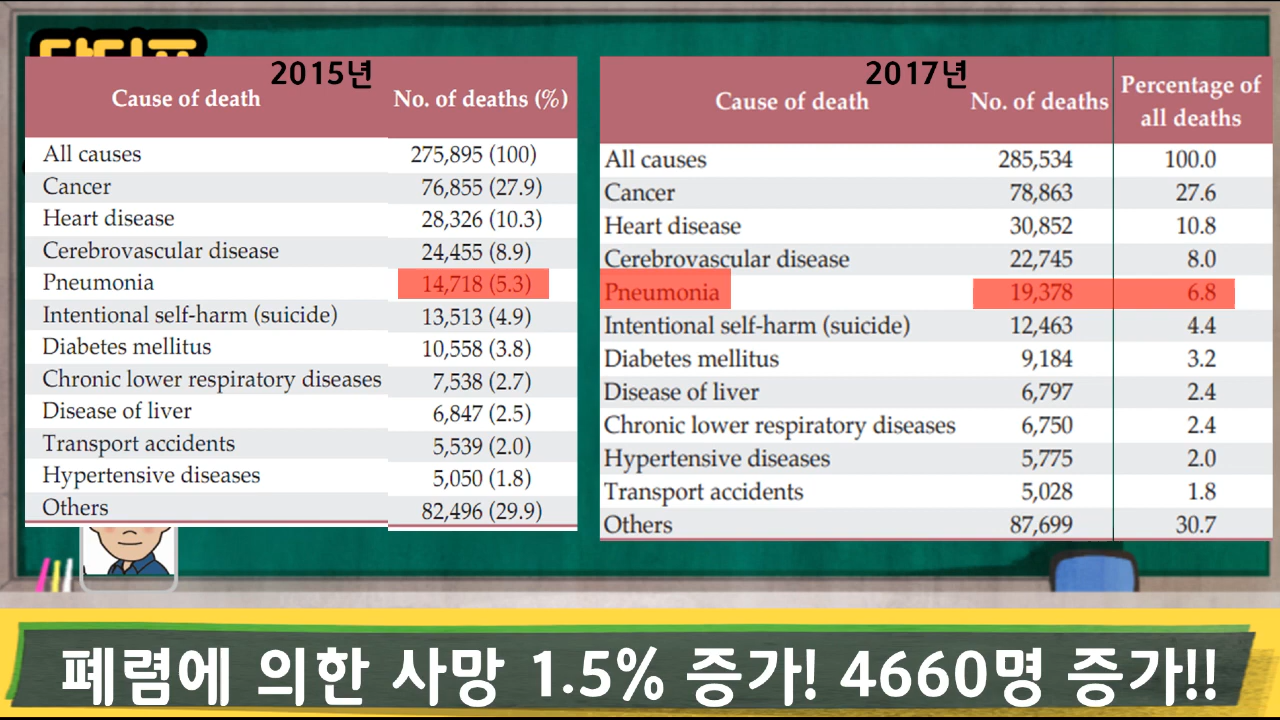 2015년
Cause of death No. of deaths (%)
All causes 275,895 (100)
Cancer 76,855 (27.9)
Heart disease 28,326 (10.3)
Cerebrovascular disease 24,455 (8.9)
Pneumonia 14,718 (5.3)
Intentional self-harm (suicide) 13,513 (4.9)
Diabetes mellitus 10,558 (3.8)
Chronic lower respiratory diseases 7,538 (2.7)
Disease of liver 6,847 (2.5)
Transport accidents 5,539 (2.0)
Hypertensive diseases 5,050 (1.8)
Others 82,496 (29.9)
2017년
Cause of death No. of deaths Percentage of all deaths
All causes 285,534 100.0
Cancer 78,863 27.6
Heart disease 30,852 10.8
Cerebrovascular disease 22,745 8.0
Pneumonia 19,378 6.8
Intentional self-harm (suicide) 12,463 4.4
Diabetes mellitus 9,184 3.2
Disease of liver 6,797 2.4
Chronic lower respiratory diseases 6,750 2.4
Hypertensive diseases 5,775 2.0
Transport accidents 5,028 1.8
Others 87,699 30.7
폐렴에 의한 사망 1.5% 증가! 4660명 증가!!